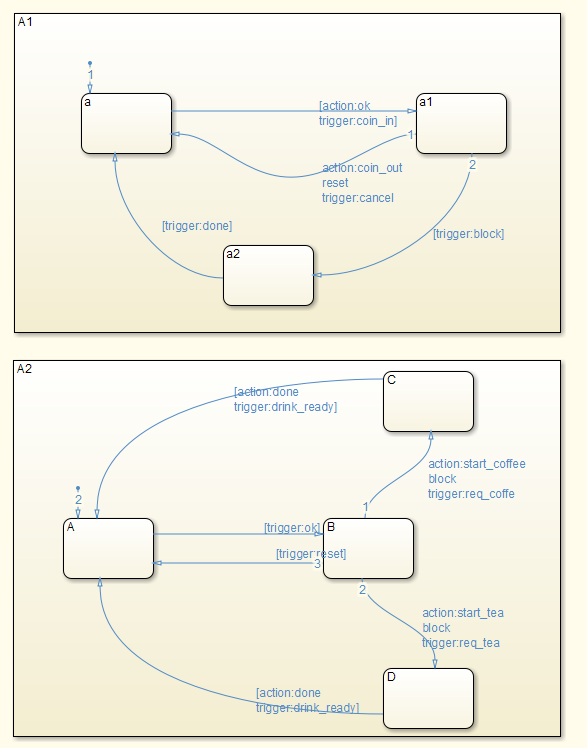 A1
1
a
[action:ok
trigger:coin_in]
a1
1
2
action:coin_out
reset
trigger:cancel
[trigger:done]
[trigger:block]
a2
A2
C
[action:done
trigger:drink_ready]
action:start_coffee
block
trigger:req_coffe
2
1
A
[trigger:ok]
B
[trigger:reset]
3
2
action:start_tea
block
trigger:req_tea
D
[action:done
trigger:drink_ready]